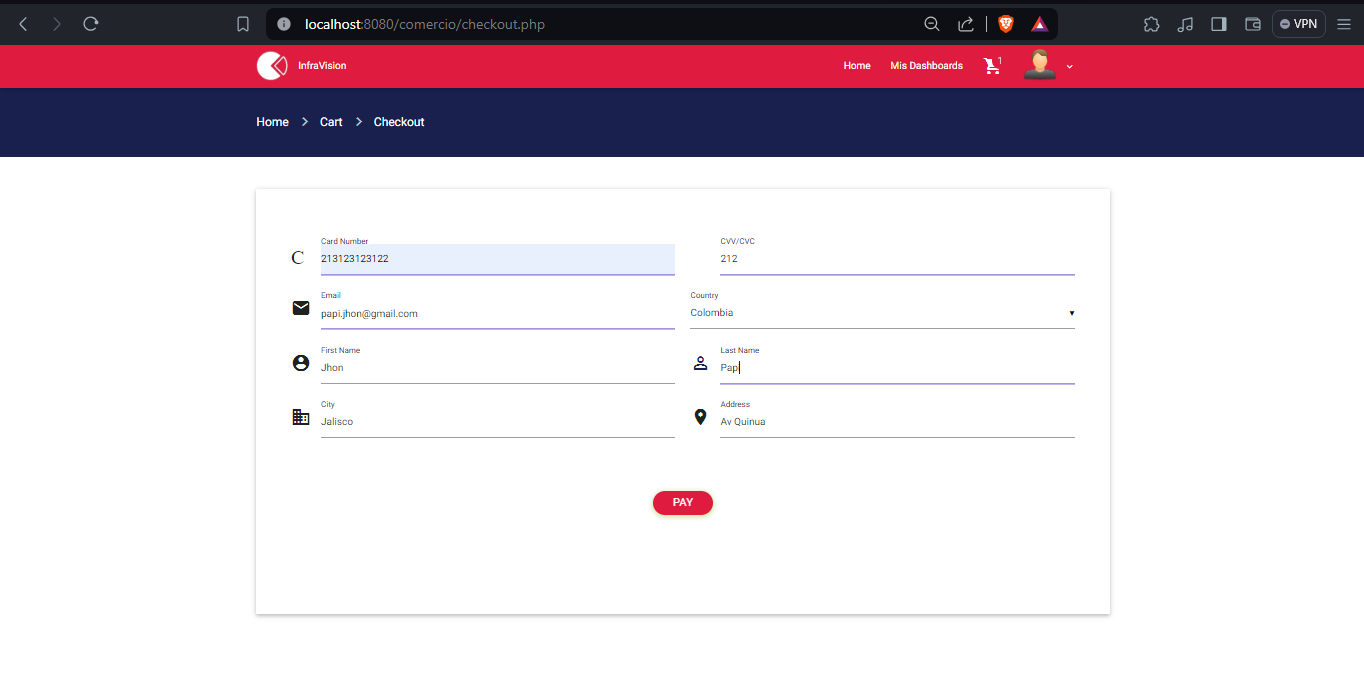 localhost:8080/comercio/checkout.php
VPN
InfraVision
Home
Mis Dashboards
1
Home > Cart > Checkout
Card Number
CVV/CVC
C
213123123122
212
Email
Country
papi.jhon@gmail.com
Colombia
First Name
Last Name
Jhon
Papi
City
Address
Jalisco
Av Quinua
PAY